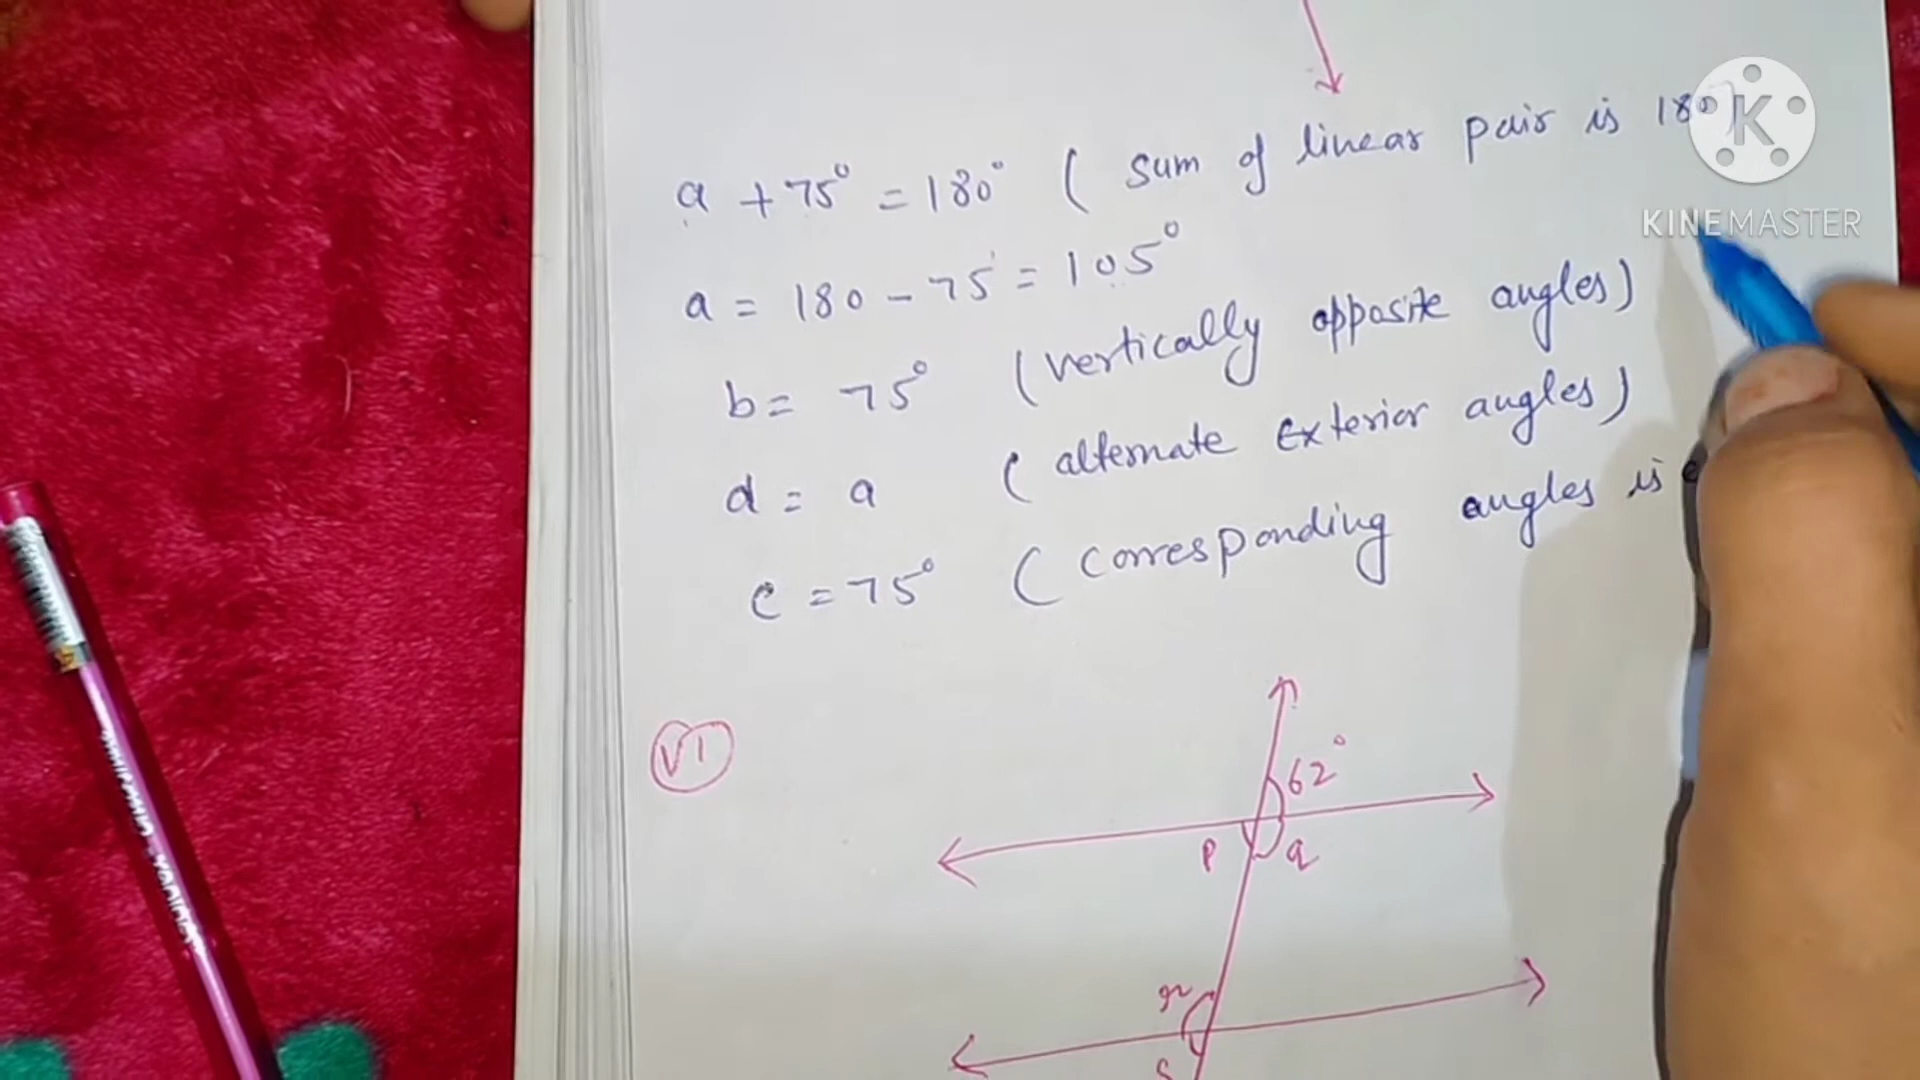 a + 75° = 180° ( sum of linear pair is 180)
a = 180 - 75 = 105°
b = 75° (vertically opposite angles)
d = a (alternate exterior angles)
c = 75° (corresponding angles is
VI
62°
P q
r
S
K
KINEMASTER